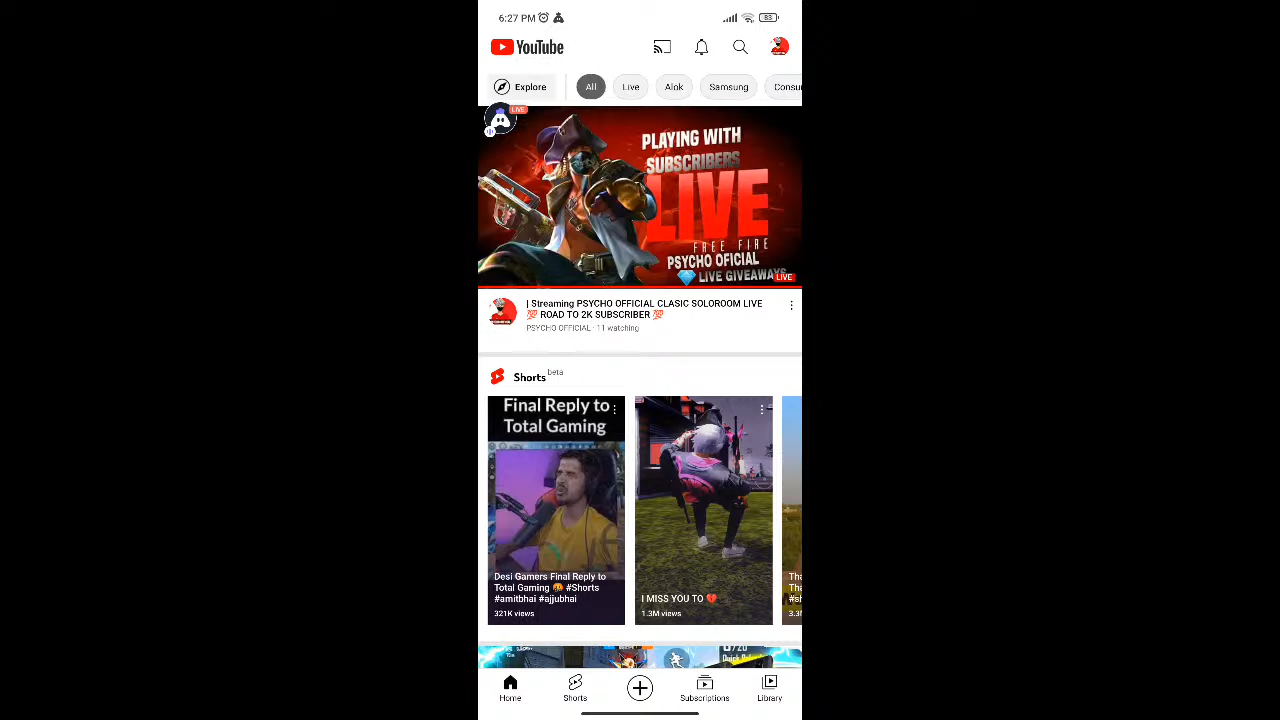 6:27 PM
83
YouTube
Explore
All
Live
Alok
Samsung
LIVE
PLAYING WITH
SUBSCRIBERS
LIVE
FREE FIRE
PSYCHO OFICIAL
LIVE GIVEAWAYS
LIVE
| Streaming PSYCHO OFFICIAL CLASIC SOLOROOM LIVE
💯 ROAD TO 2K SUBSCRIBER 💯
PSYCHO OFFICIAL · 11 watching
Shorts beta
Final Reply to
Total Gaming
Desi Gamers Final Reply to
Total Gaming 🤬 #Shorts
#amitbhai #ajjubhai
321K views
I MISS YOU TO 💔
1.3M views
Home
Shorts
Subscriptions
Library